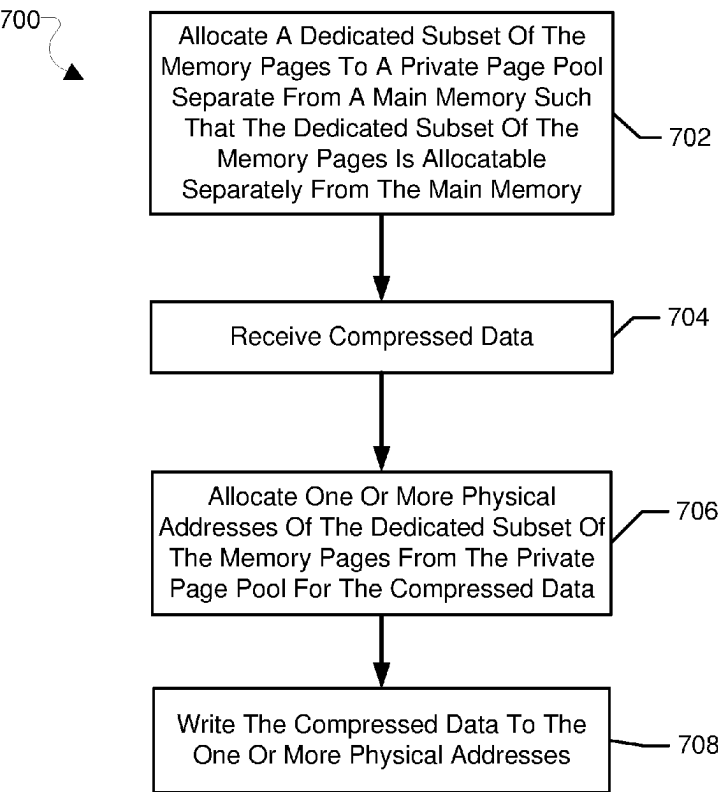 700
Allocate A Dedicated Subset Of The
Memory Pages To A Private Page Pool
Separate From A Main Memory Such
That The Dedicated Subset Of The
Memory Pages Is Allocatable
Separately From The Main Memory
702
Receive Compressed Data
704
Allocate One Or More Physical
Addresses Of The Dedicated Subset Of
The Memory Pages From The Private
Page Pool For The Compressed Data
706
Write The Compressed Data To The
One Or More Physical Addresses
708